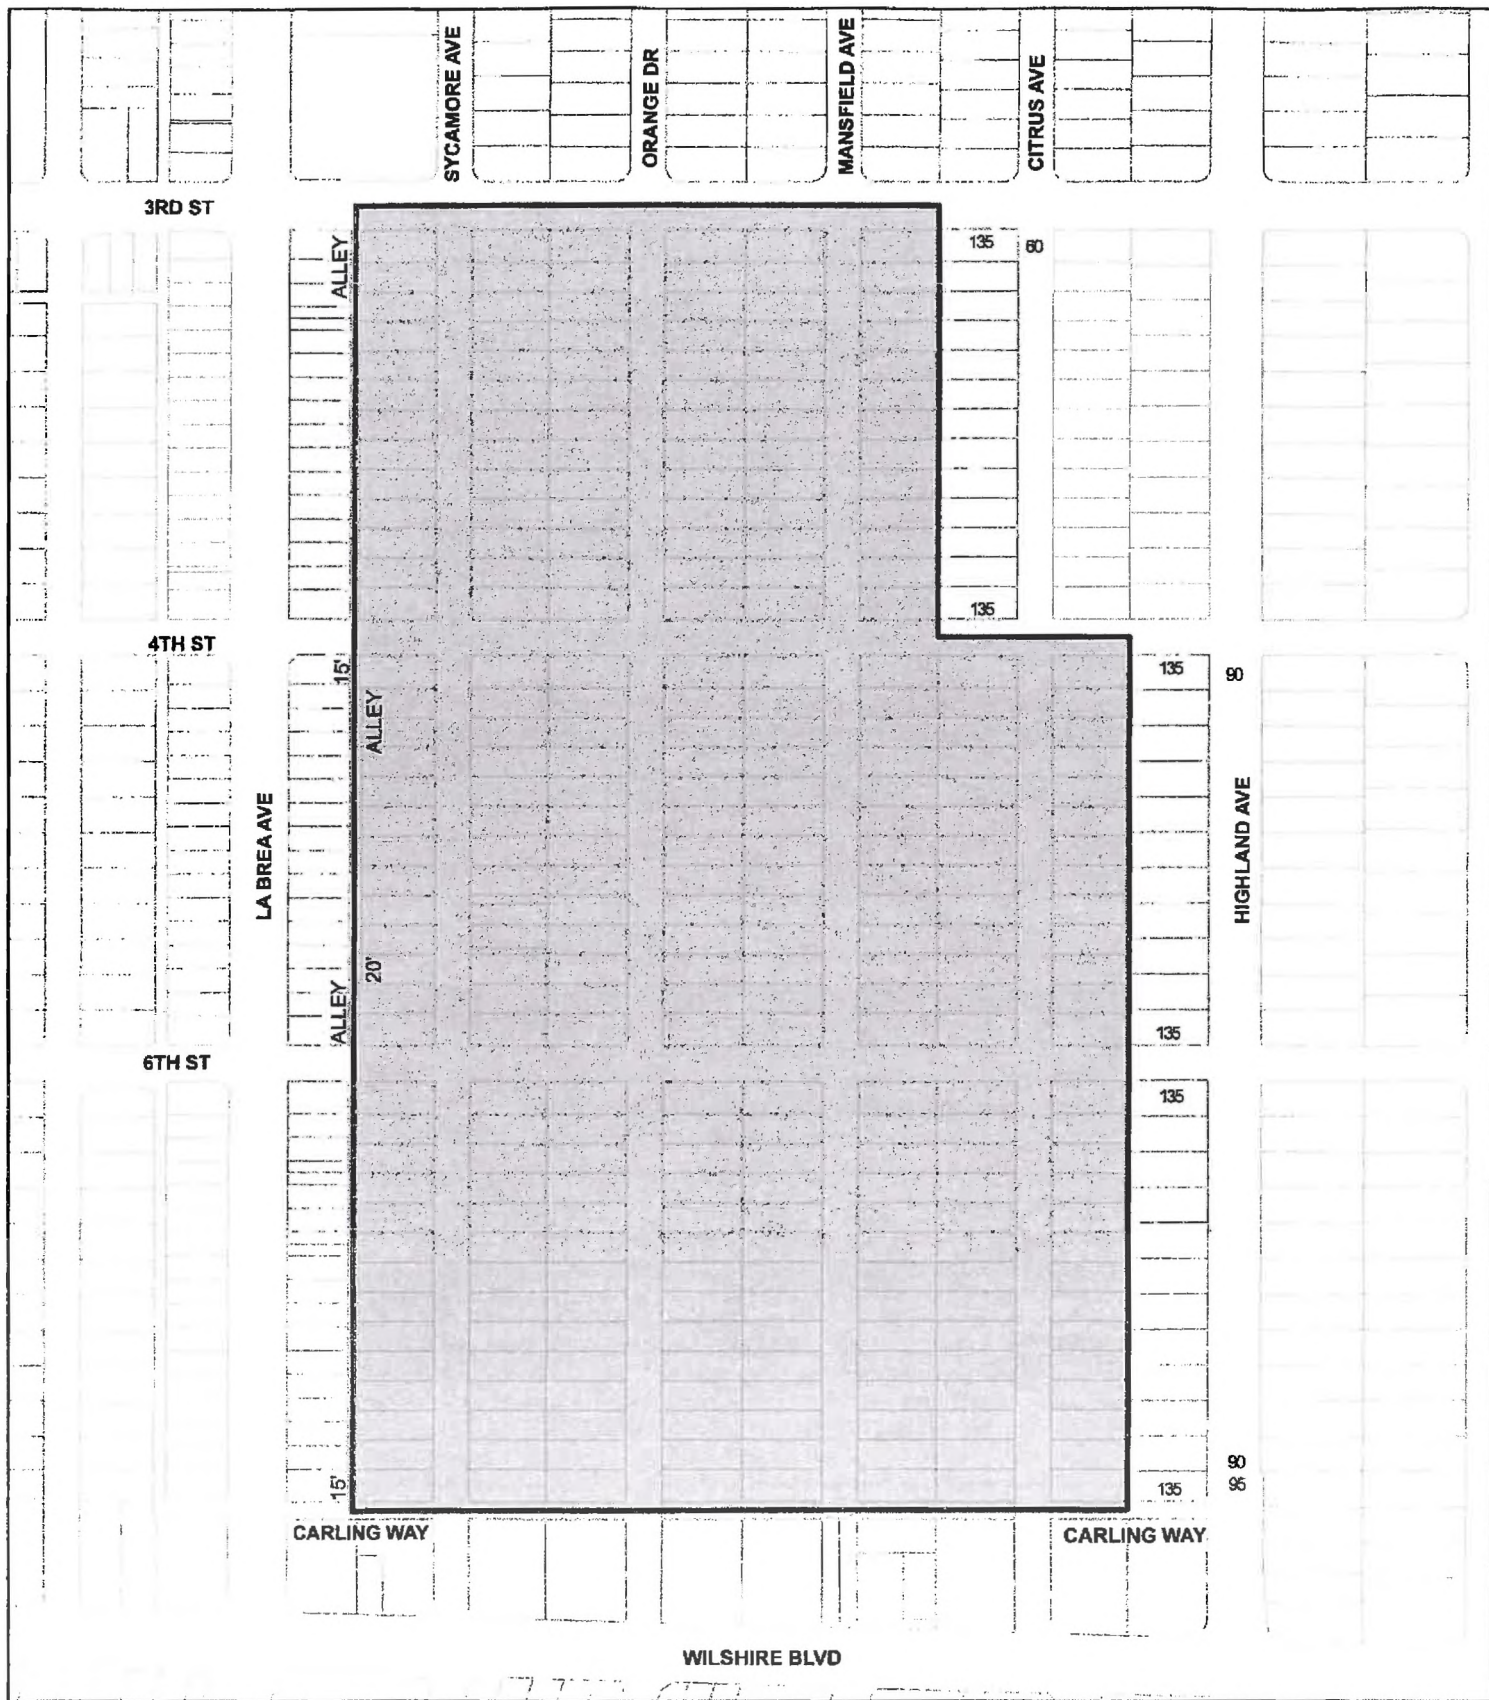 SYCAMORE AVE
ORANGE DR
MANSFIELD AVE
CITRUS AVE
3RD ST
ALLEY
135
60
135
4TH ST
15'
ALLEY
135
90
LA BREA AVE
HIGHLAND AVE
20'
ALLEY
135
6TH ST
135
90
15'
135
95
CARLING WAY
CARLING WAY
WILSHIRE BLVD